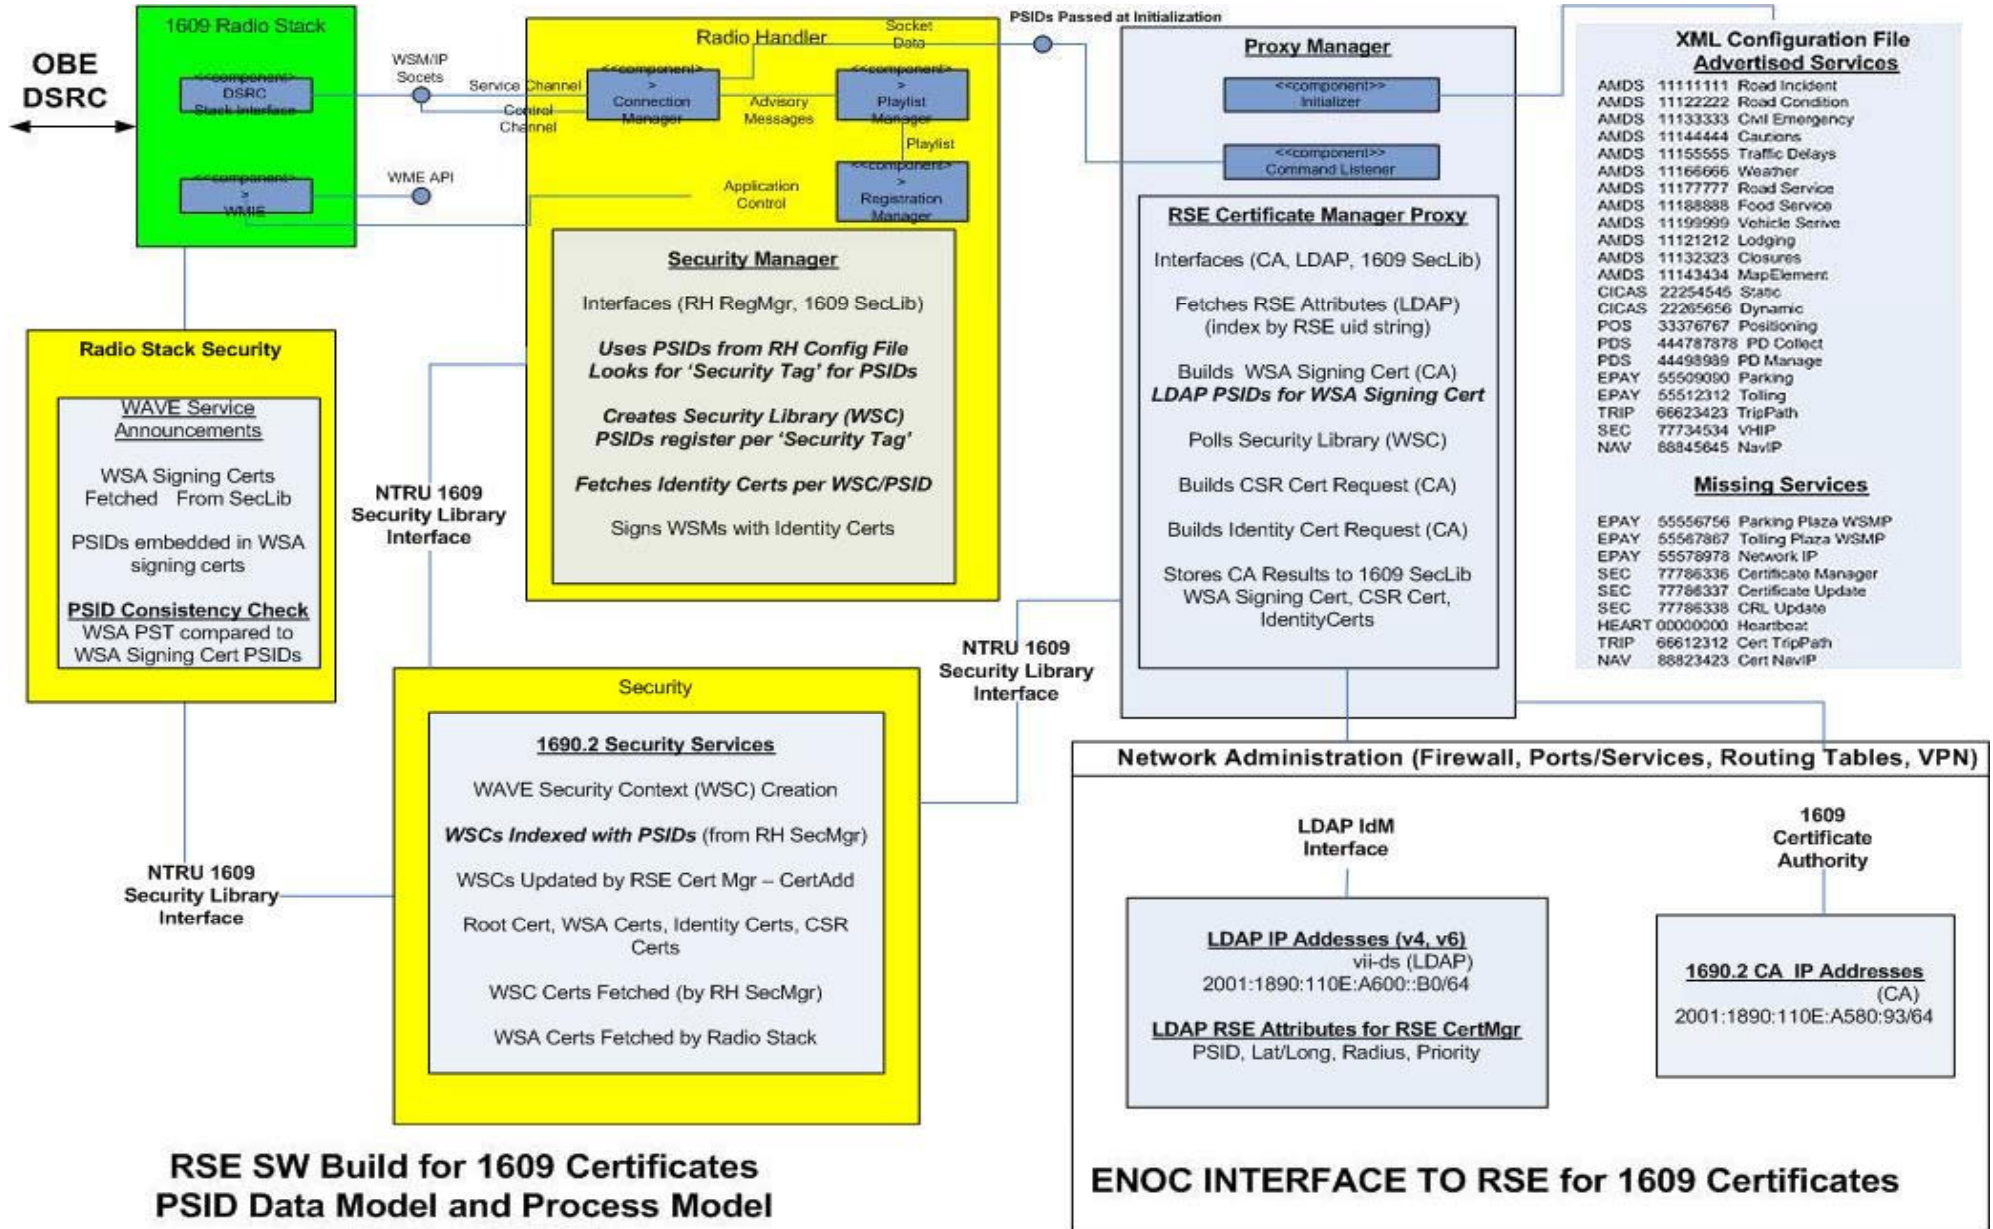 OBE
DSRC
1609 Radio Stack
<<component>
DSRC
Stack Interface
<<component>
>
WMIE
WSM/IP
Socets
WME API
Service Channel
Control
Channel
Radio Handler
<<component>
>
Connection
Manager
Socket
Data
Advisory
Messages
<<component>
>
Playlist
Manager
Playlist
<<component>
>
Registration
Manager
Application
Control
Security Manager
Interfaces (RH RegMgr, 1609 SecLib)
Uses PSIDs from RH Config File
Looks for ‘Security Tag’ for PSIDs
Creates Security Library (WSC)
PSIDs register per ‘Security Tag’
Fetches Identity Certs per WSC/PSID
Signs WSMs with Identity Certs
PSIDs Passed at Initialization
Proxy Manager
<<component>>
Initializer
<<component>>
Command Listener
RSE Certificate Manager Proxy
Interfaces (CA, LDAP, 1609 SecLib)
Fetches RSE Attributes (LDAP)
(index by RSE uid string)
Builds WSA Signing Cert (CA)
LDAP PSIDs for WSA Signing Cert
Polls Security Library (WSC)
Builds CSR Cert Request (CA)
Builds Identity Cert Request (CA)
Stores CA Results to 1609 SecLib
WSA Signing Cert, CSR Cert,
IdentityCerts
XML Configuration File
Advertised Services
AMDS 11111111 Road Incident
AMDS 11122222 Road Condition
AMDS 11133333 Civil Emergency
AMDS 11144444 Cautions
AMDS 11155555 Traffic Delays
AMDS 11166666 Weather
AMDS 11177777 Road Service
AMDS 11188888 Food Service
AMDS 11199999 Vehicle Serive
AMDS 11121212 Lodging
AMDS 11132323 Closures
AMDS 11143434 MapElement
CICAS 22254545 Static
CICAS 22265656 Dynamic
POS 33376767 Positioning
PDS 444787878 PD Collect
PDS 44498989 PD Manage
EPAY 55509090 Parking
EPAY 55512312 Tolling
TRIP 66623423 TripPath
SEC 77734534 VHIP
NAV 88845645 NavIP
Missing Services
EPAY 55556756 Parking Plaza WSMP
EPAY 55567867 Tolling Plaza WSMP
EPAY 55578978 Network IP
SEC 77786336 Certificate Manager
SEC 77786337 Certificate Update
SEC 77786338 CRL Update
HEART 00000000 Heartbeat
TRIP 66612312 Cert TripPath
NAV 88823423 Cert NavIP
Radio Stack Security
WAVE Service
Announcements
WSA Signing Certs
Fetched From SecLib
PSIDs embedded in WSA
signing certs
PSID Consistency Check
WSA PST compared to
WSA Signing Cert PSIDs
NTRU 1609
Security Library
Interface
NTRU 1609
Security Library
Interface
NTRU 1609
Security Library
Interface
Security
1690.2 Security Services
WAVE Security Context (WSC) Creation
WSCs Indexed with PSIDs (from RH SecMgr)
WSCs Updated by RSE Cert Mgr – CertAdd
Root Cert, WSA Certs, Identity Certs, CSR
Certs
WSC Certs Fetched (by RH SecMgr)
WSA Certs Fetched by Radio Stack
Network Administration (Firewall, Ports/Services, Routing Tables, VPN)
LDAP IdM
Interface
1609
Certificate
Authority
LDAP IP Addesses (v4, v6)
vii-ds (LDAP)
2001:1890:110E:A600::B0/64
LDAP RSE Attributes for RSE CertMgr
PSID, Lat/Long, Radius, Priority
1690.2 CA IP Addresses
(CA)
2001:1890:110E:A580:93/64
ENOC INTERFACE TO RSE for 1609 Certificates
RSE SW Build for 1609 Certificates
PSID Data Model and Process Model